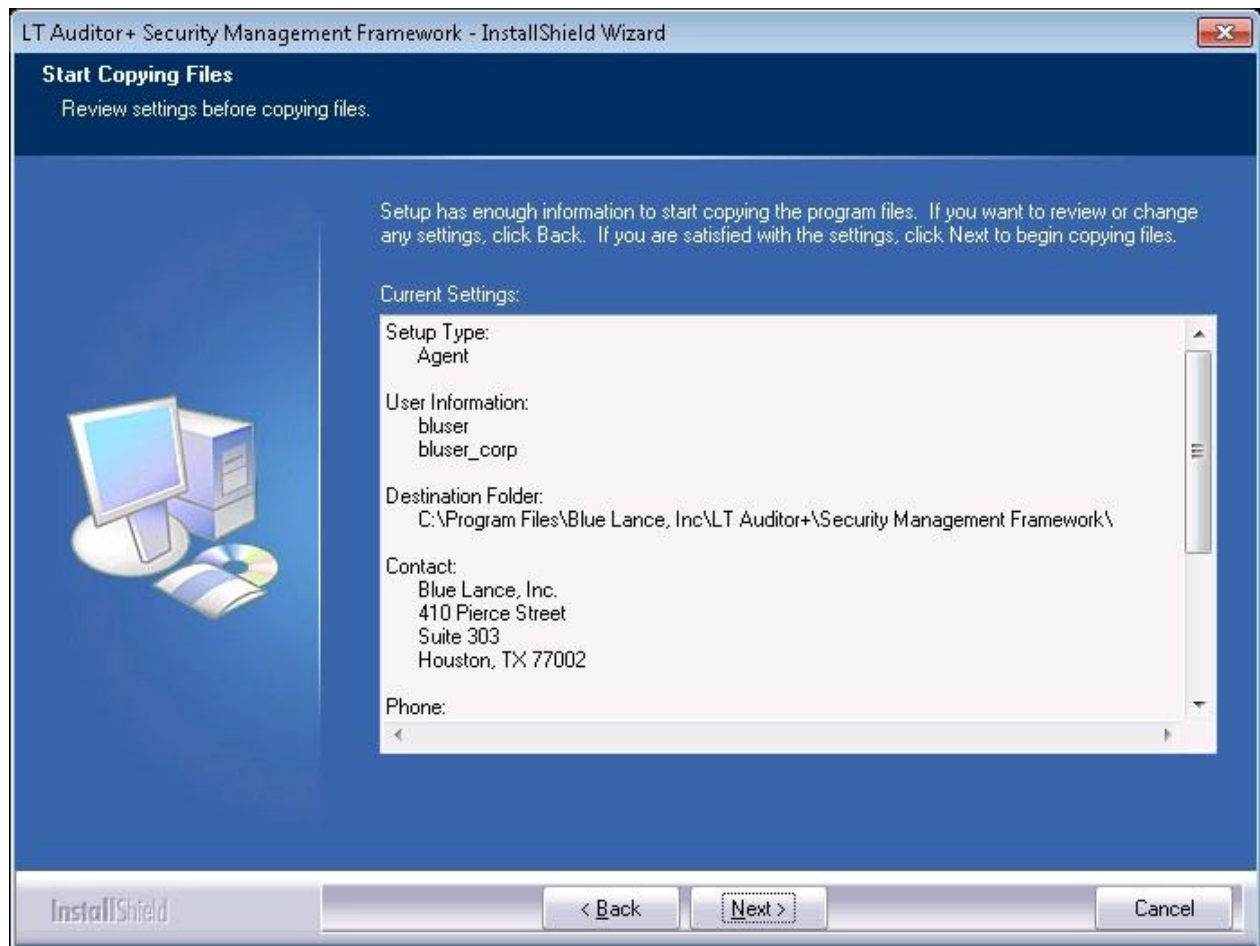 LT Auditor+ Security Management Framework - InstallShield Wizard
Start Copying Files
Review settings before copying files.
Setup has enough information to start copying the program files. If you want to review or change
any settings, click Back. If you are satisfied with the settings, click Next to begin copying files.
Current Settings:
Setup Type:
Agent
User Information:
bluser
bluser_corp
Destination Folder:
C:\Program Files\Blue Lance, Inc\LT Auditor+\Security Management Framework\
Contact:
Blue Lance, Inc.
410 Pierce Street
Suite 303
Houston, TX 77002
Phone:
InstallShield
< Back
Next >
Cancel